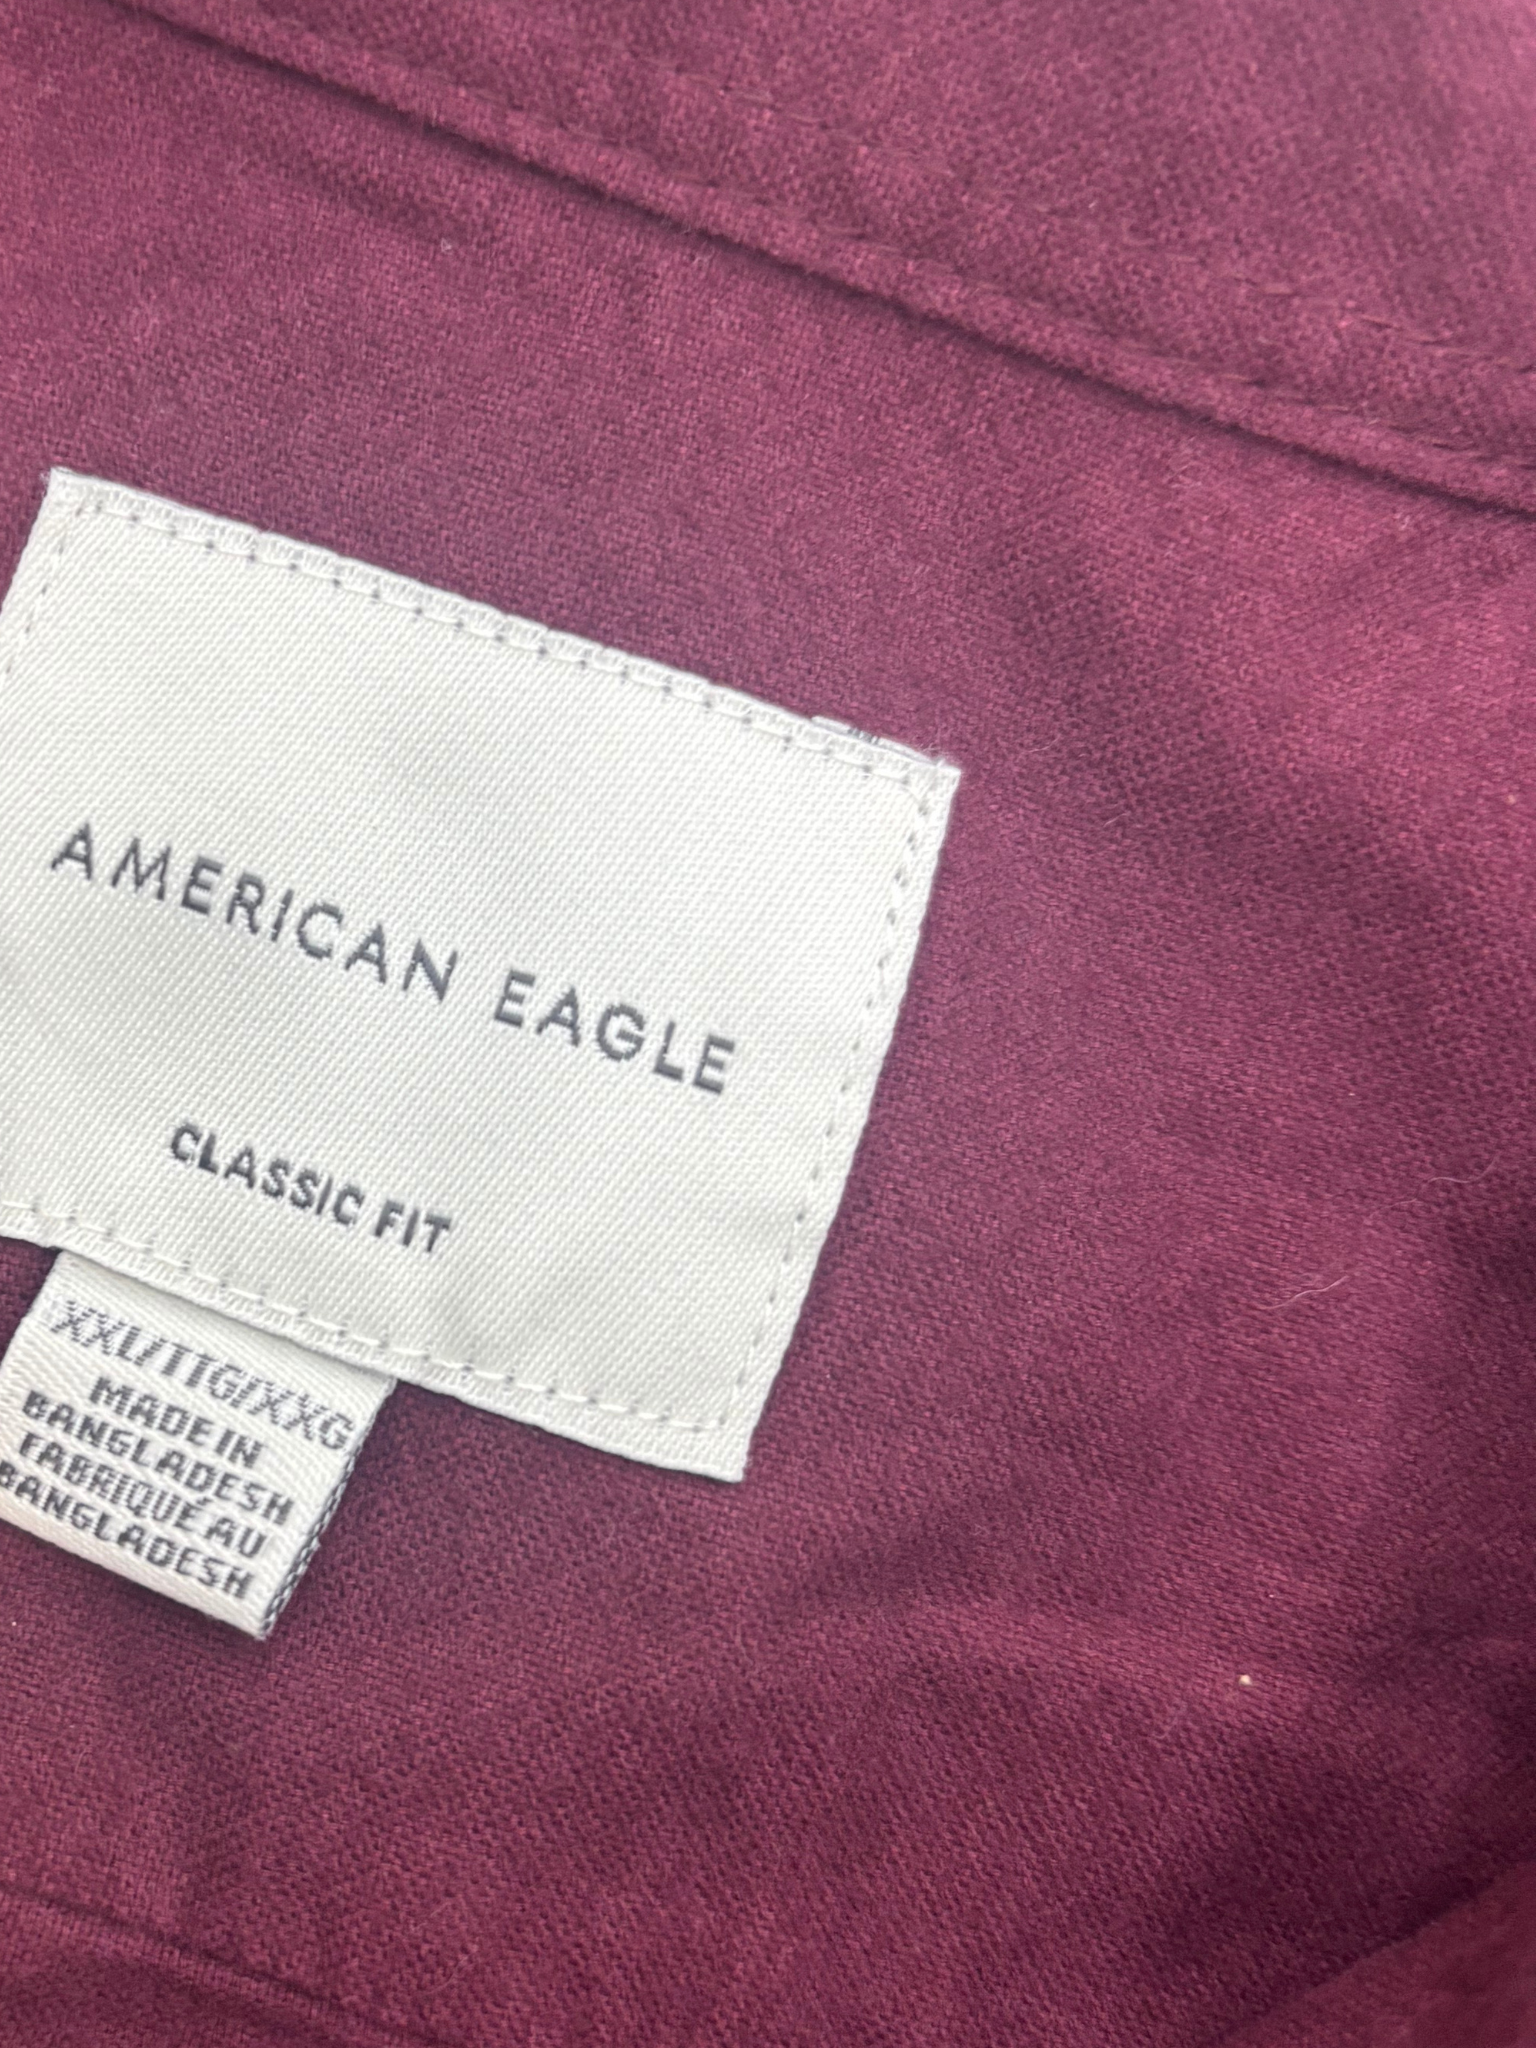 AMERICAN EAGLE
CLASSIC FIT
XXL/TTG/XXG
MADE IN
BANGLADESH
FABRIQUÉ AU
BANGLADESH